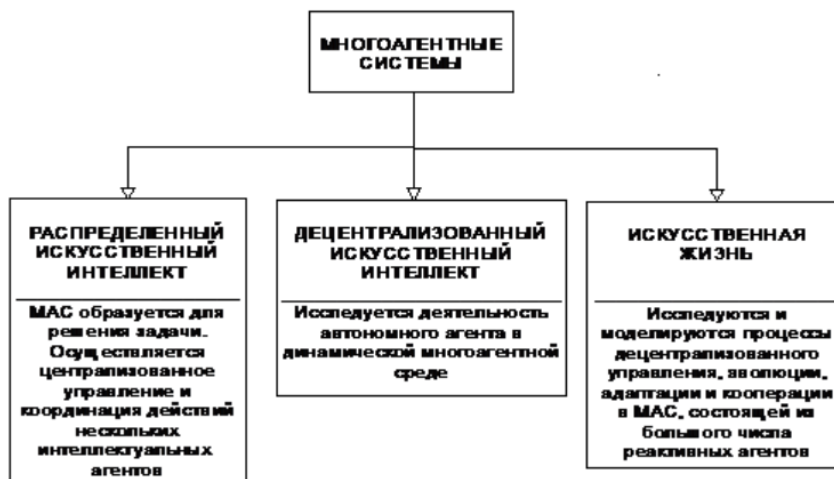 МНОГОАГЕНТНЫЕ
СИСТЕМЫ
РАСПРЕДЕЛЕННЫЙ
ИСКУССТВЕННЫЙ
ИНТЕЛЛЕКТ
МАС образуется для
решения задачи.
Осуществляется
централизованное
управление и
координация действий
нескольких
интеллектуальных
агентов
ДЕЦЕНТРАЛИЗОВАННЫЙ
ИСКУССТВЕННЫЙ
ИНТЕЛЛЕКТ
Исследуется деятельность
автономного агента в
динамической многоагентной
среде
ИСКУССТВЕННАЯ
ЖИЗНЬ
Исследуются и
моделируются процессы
децентрализованного
управления, эволюции,
адаптации и кооперации
в МАС, состоящей из
большого числа
реактивных агентов